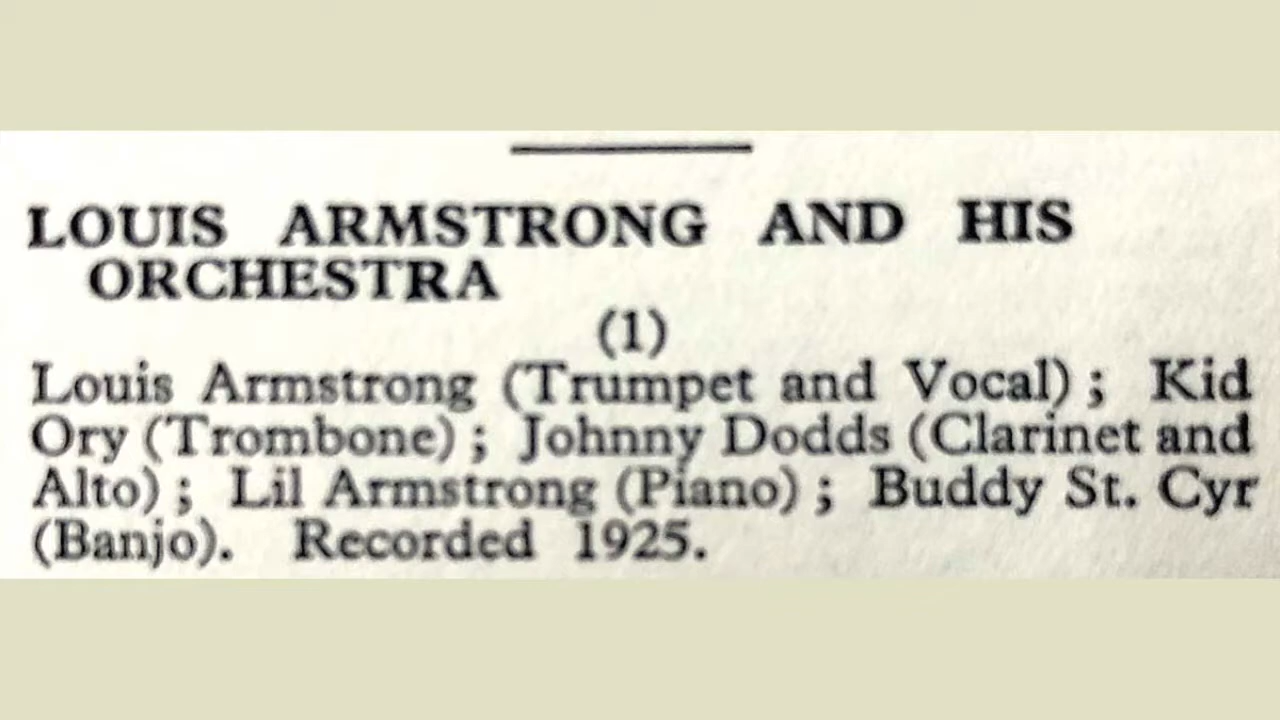 LOUIS ARMSTRONG AND HIS
ORCHESTRA
(1)
Louis Armstrong (Trumpet and Vocal) ; Kid
Ory (Trombone) ; Johnny Dodds (Clarinet and
Alto) ; Lil Armstrong (Piano) ; Buddy St. Cyr
(Banjo). Recorded 1925.